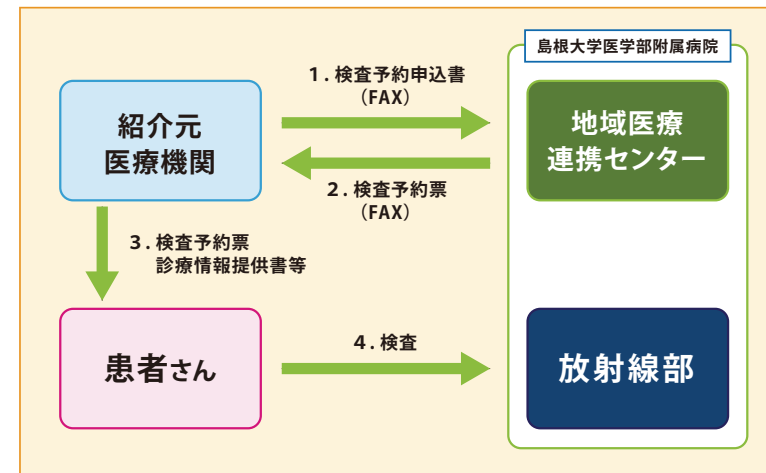 島根大学医学部附属病院
1．検査予約申込書
（FAX）
紹介元
医療機関
地域医療
連携センター
2．検査予約票
（FAX）
3．検査予約票
診療情報提供書等
患者さん
4．検査
放射線部